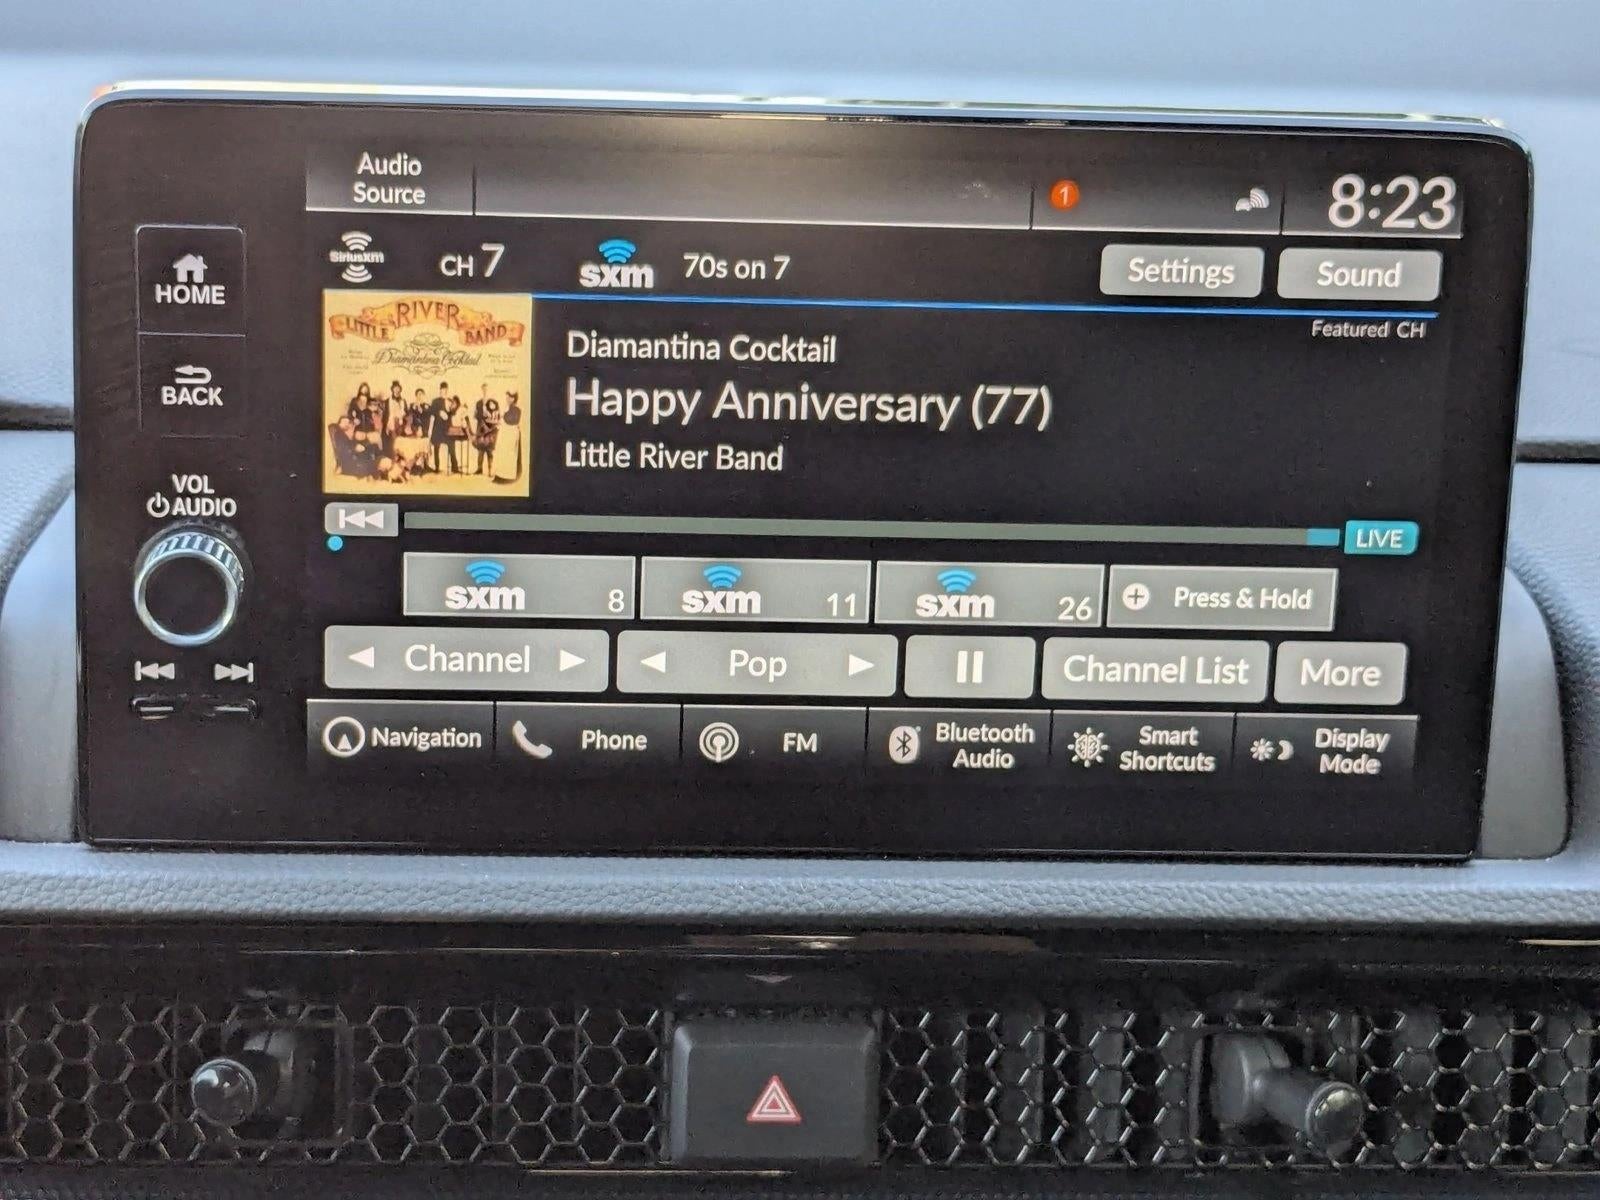 Audio
Source
1
8:23
HOME
SiriusXM
CH 7
sxm
70s on 7
Settings
Sound
Featured CH
LITTLE RIVER BAND
Diamantina Cocktail
Diamantina Cocktail
Happy Anniversary (77)
Little River Band
BACK
VOL
AUDIO
LIVE
sxm 8
sxm 11
sxm 26
Press & Hold
Channel
Pop
Channel List
More
Navigation
Phone
FM
Bluetooth
Audio
Smart
Shortcuts
Display
Mode